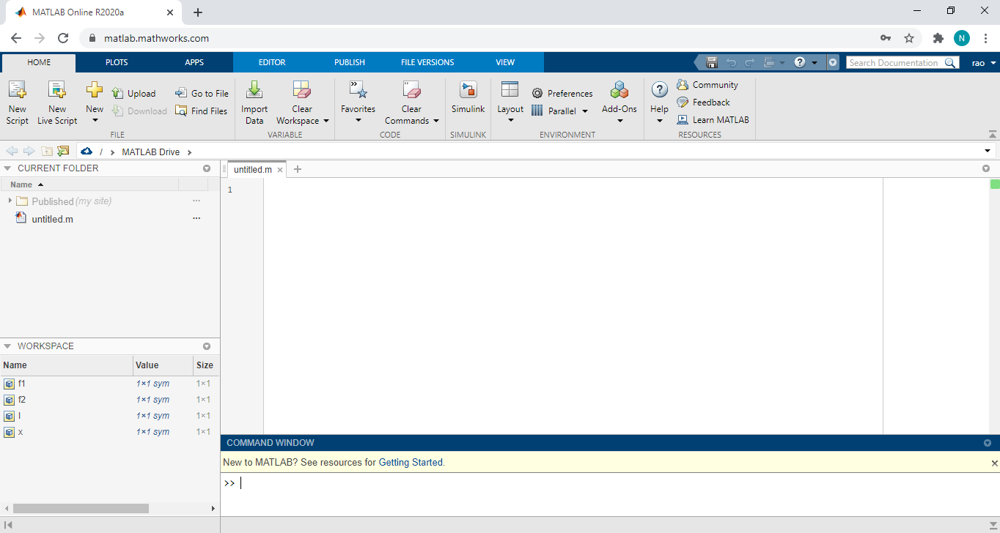 MATLAB Online R2020a
matlab.mathworks.com
N
HOME PLOTS APPS EDITOR PUBLISH FILE VERSIONS VIEW
Search Documentation
rao
New Script
New Live Script
New
Upload
Download
Go to File
Find Files
FILE
Import Data
Clear Workspace
VARIABLE
Favorites
Clear Commands
CODE
Simulink
SIMULINK
Layout
Preferences
Parallel
Add-Ons
ENVIRONMENT
Help
Community
Feedback
Learn MATLAB
RESOURCES
/ > MATLAB Drive >
CURRENT FOLDER
Name
Published (my site) ...
untitled.m ...
WORKSPACE
Name Value Size
f1 1×1 sym 1×1
f2 1×1 sym 1×1
I 1×1 sym 1×1
x 1×1 sym 1×1
untitled.m
1
COMMAND WINDOW
New to MATLAB? See resources for Getting Started.
>>